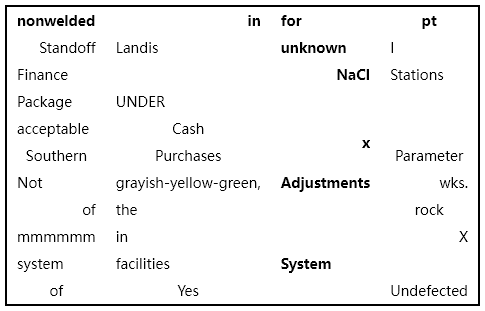 nonwelded in for pt
Standoff Landis unknown I
Finance NaCl Stations
Package UNDER
acceptable Cash x
Southern Purchases Parameter
Not grayish-yellow-green, Adjustments wks.
of the rock
mmmmmm in X
system facilities System
of Yes Undefected